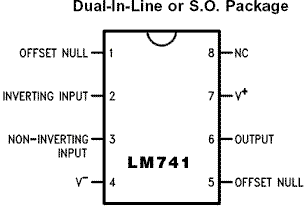 Dual-In-Line or S.O. Package
OFFSET NULL 1
8 NC
INVERTING INPUT 2
7 V+
NON-INVERTING
INPUT 3
6 OUTPUT
LM741
V− 4
5 OFFSET NULL